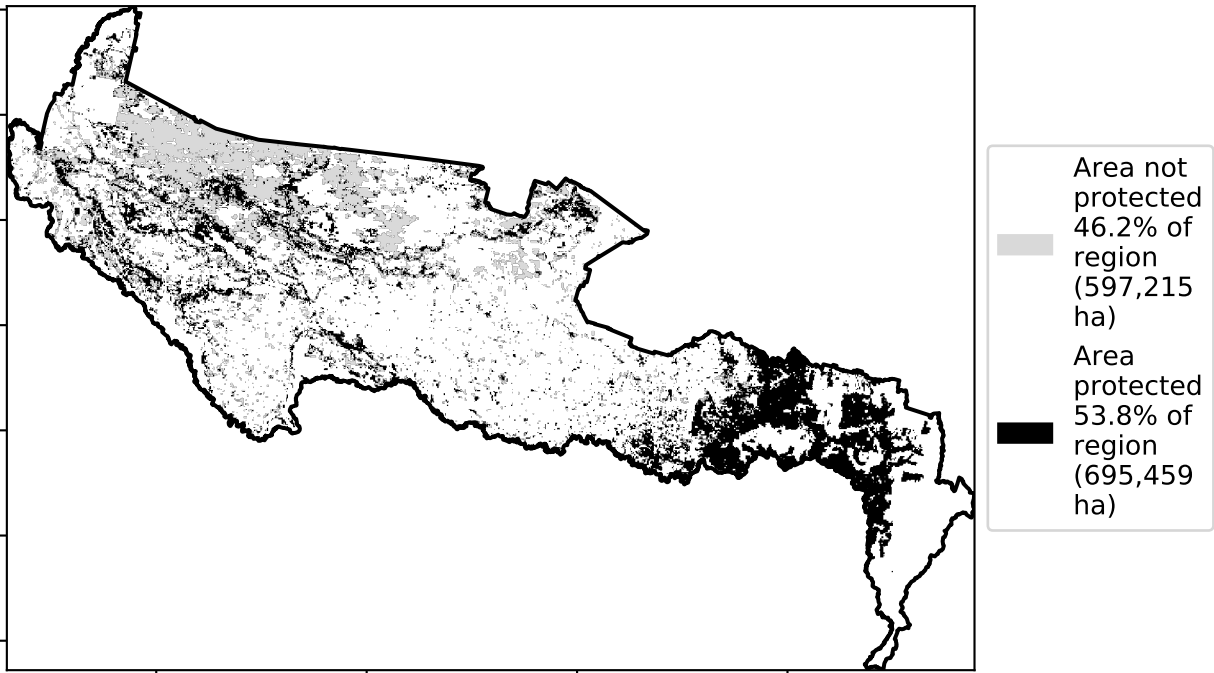 Area not
protected
46.2% of
region
(597,215
ha)
Area
protected
53.8% of
region
(695,459
ha)